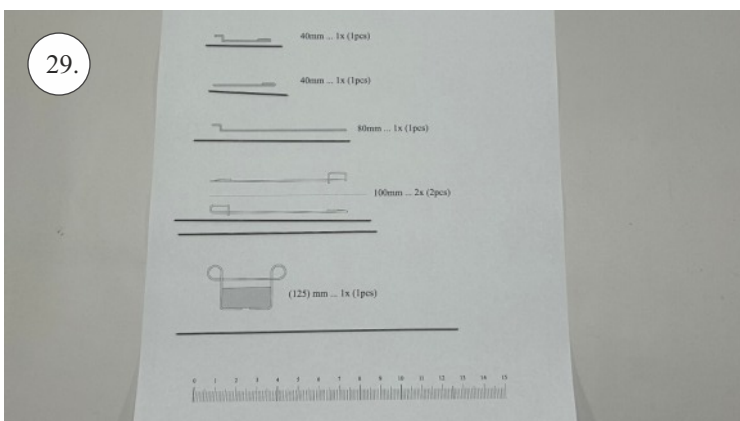 29.
40mm ... 1x (1pcs)
40mm ... 1x (1pcs)
80mm ... 1x (1pcs)
100mm ... 2x (2pcs)
(125) mm ... 1x (1pcs)
0 1 2 3 4 5 6 7 8 9 10 11 12 13 14 15